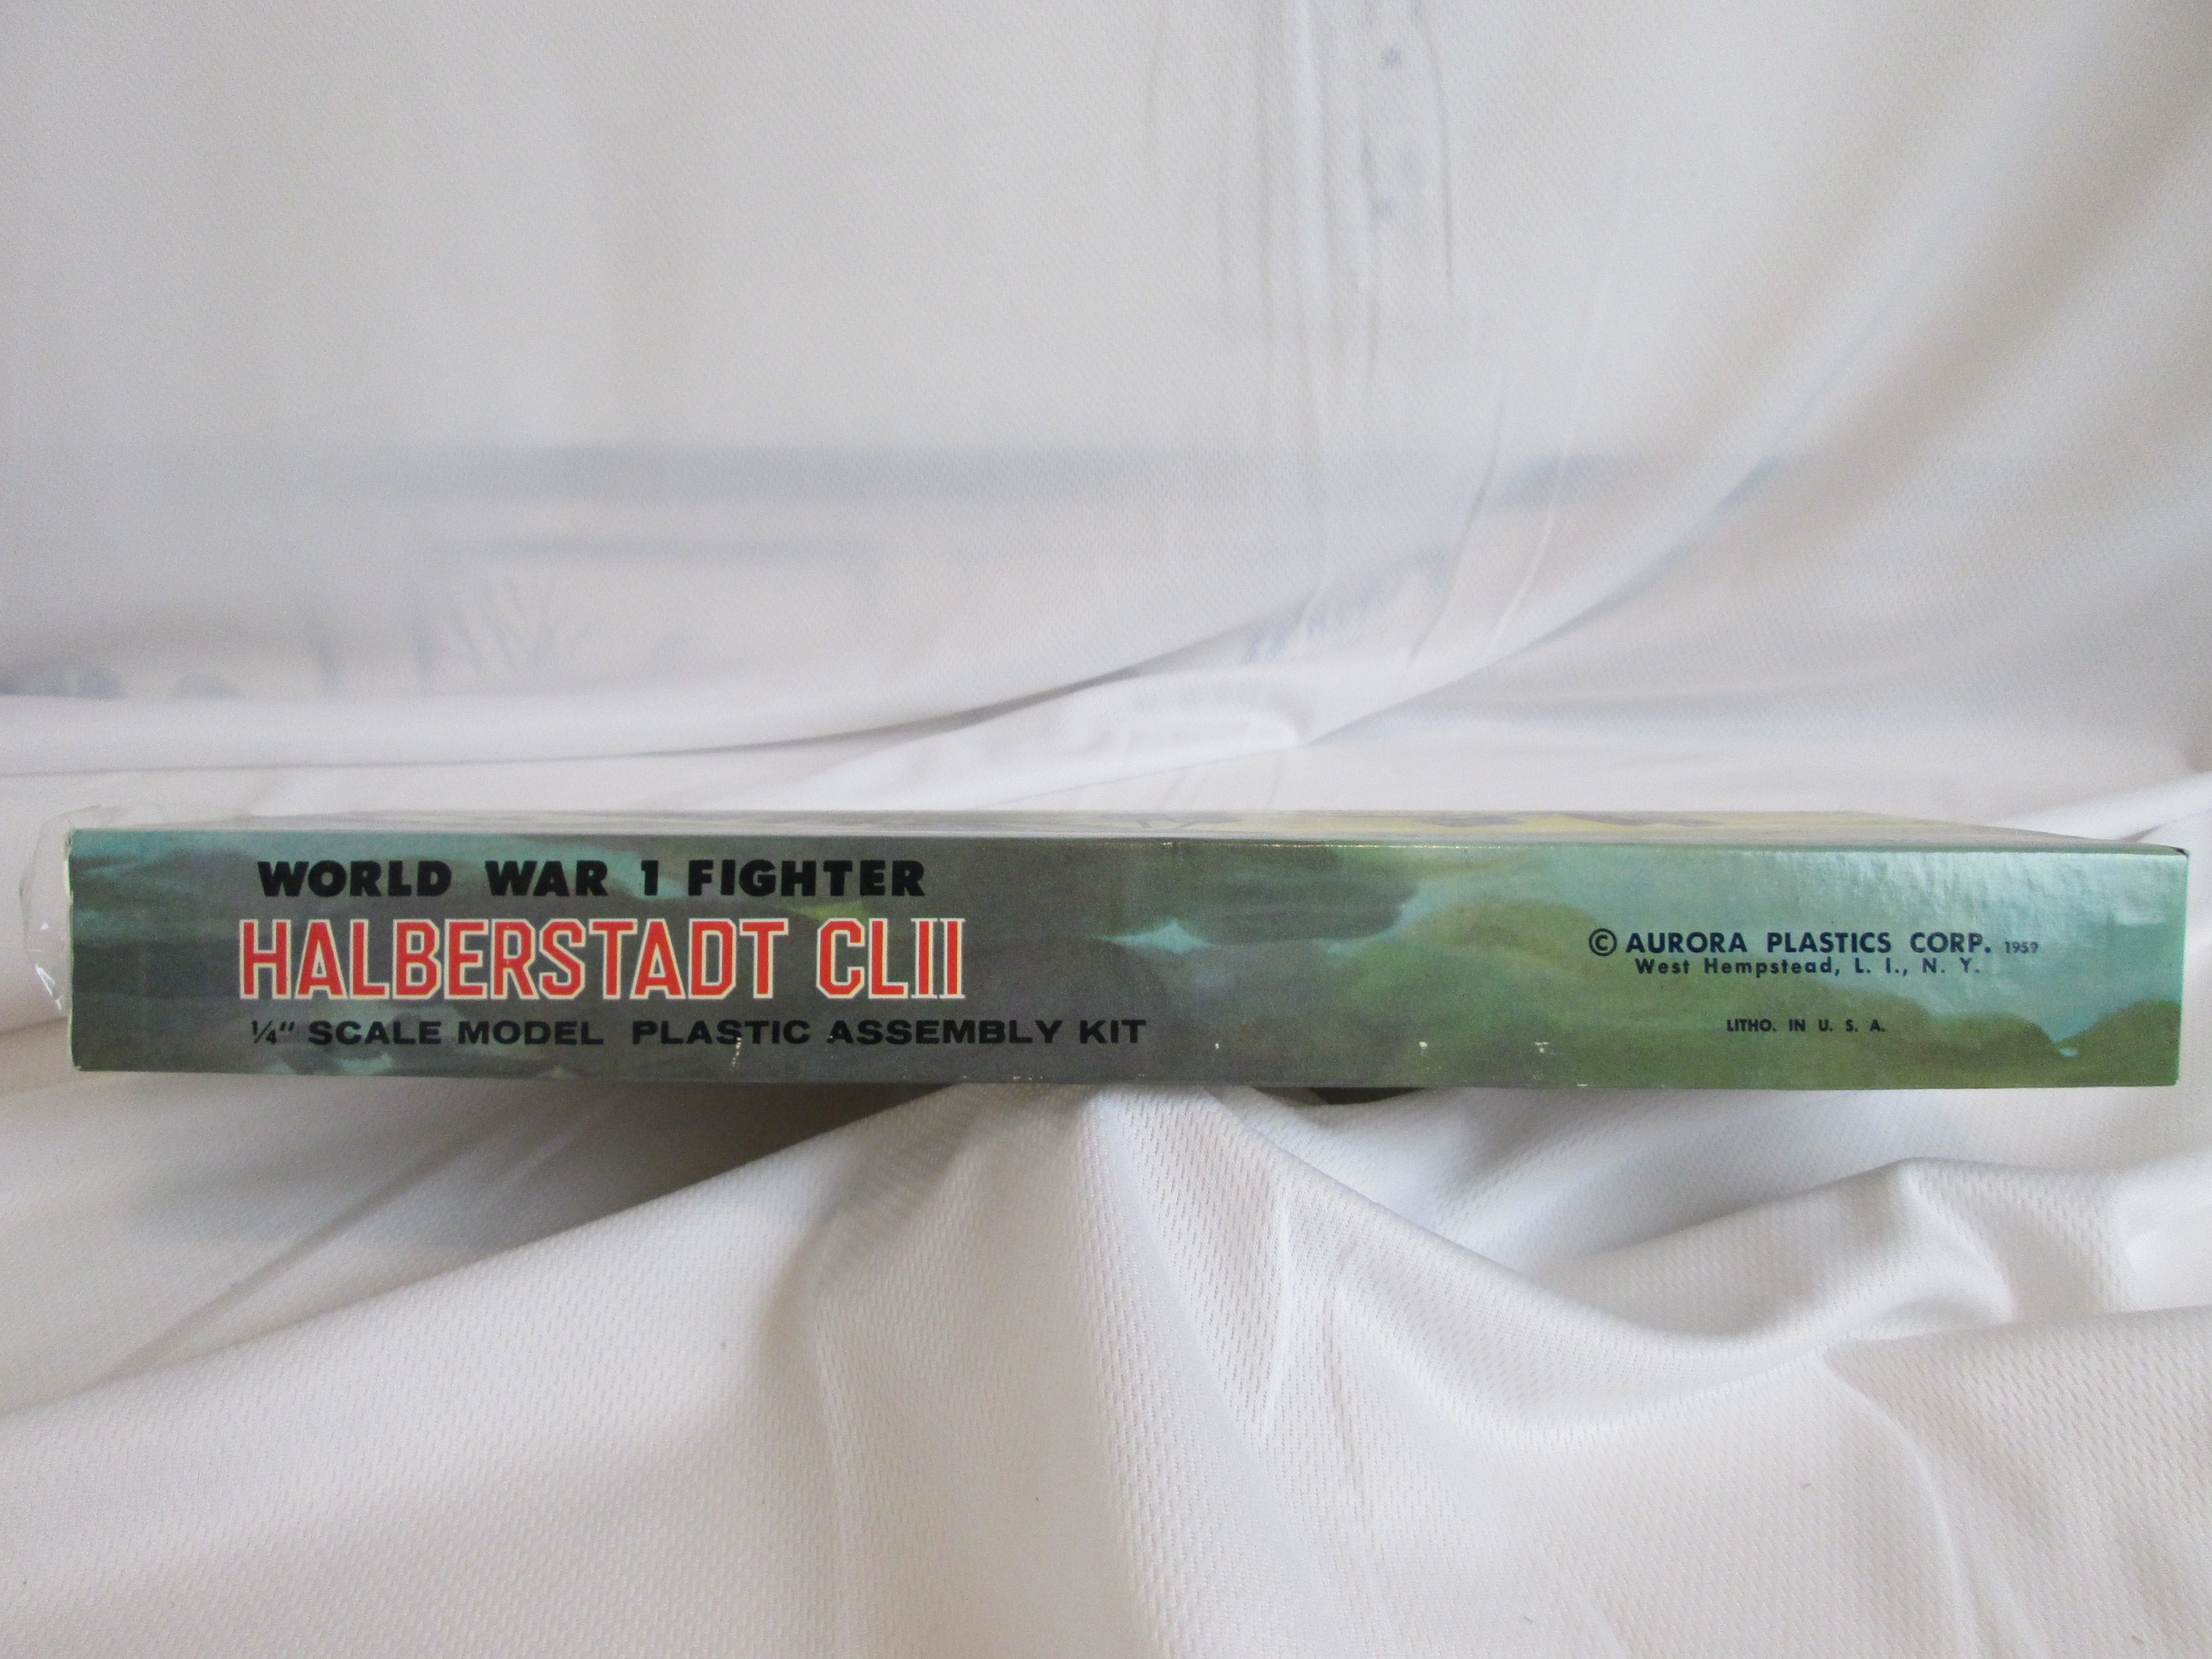 WORLD WAR 1 FIGHTER
HALBERSTADT CLII
¼" SCALE MODEL PLASTIC ASSEMBLY KIT
© AURORA PLASTICS CORP. 1959
West Hempstead, L. I., N. Y.
LITHO. IN U. S. A.